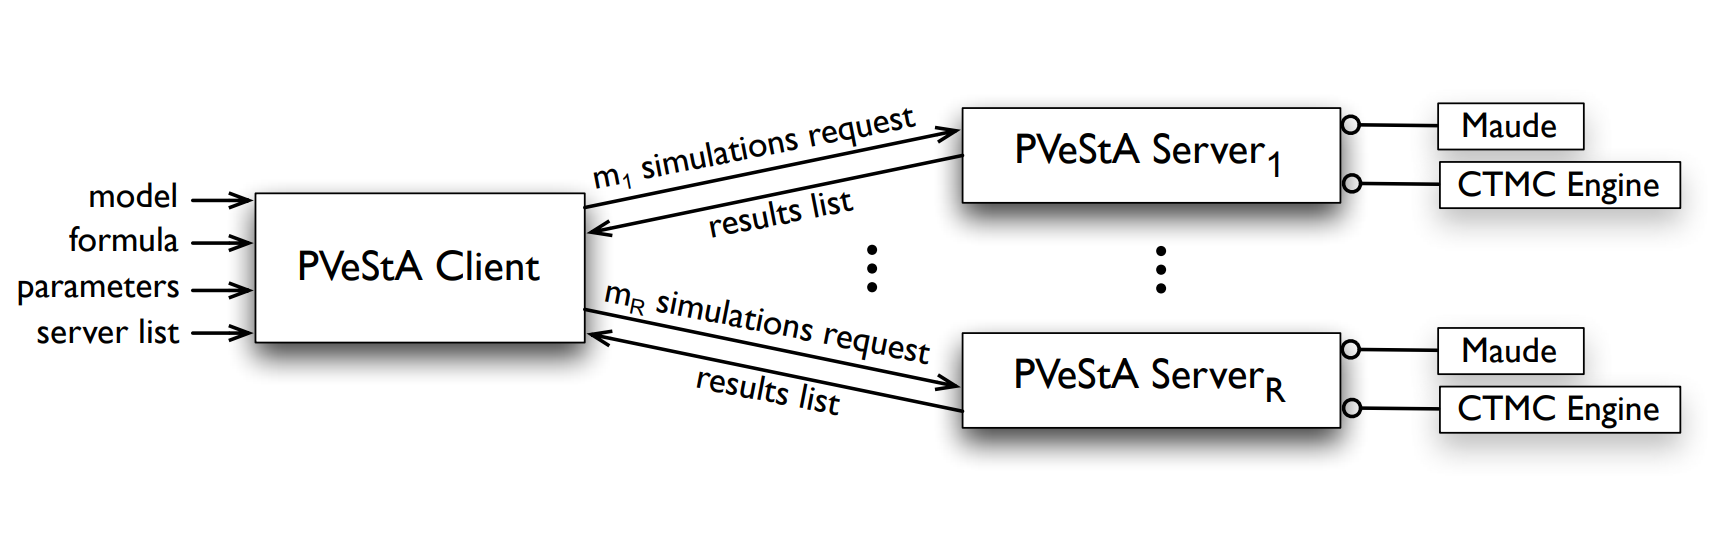 model
formula
parameters
server list
PVeStA Client
m1 simulations request
results list
mR simulations request
results list
PVeStA Server1
Maude
CTMC Engine
PVeStA ServerR
Maude
CTMC Engine